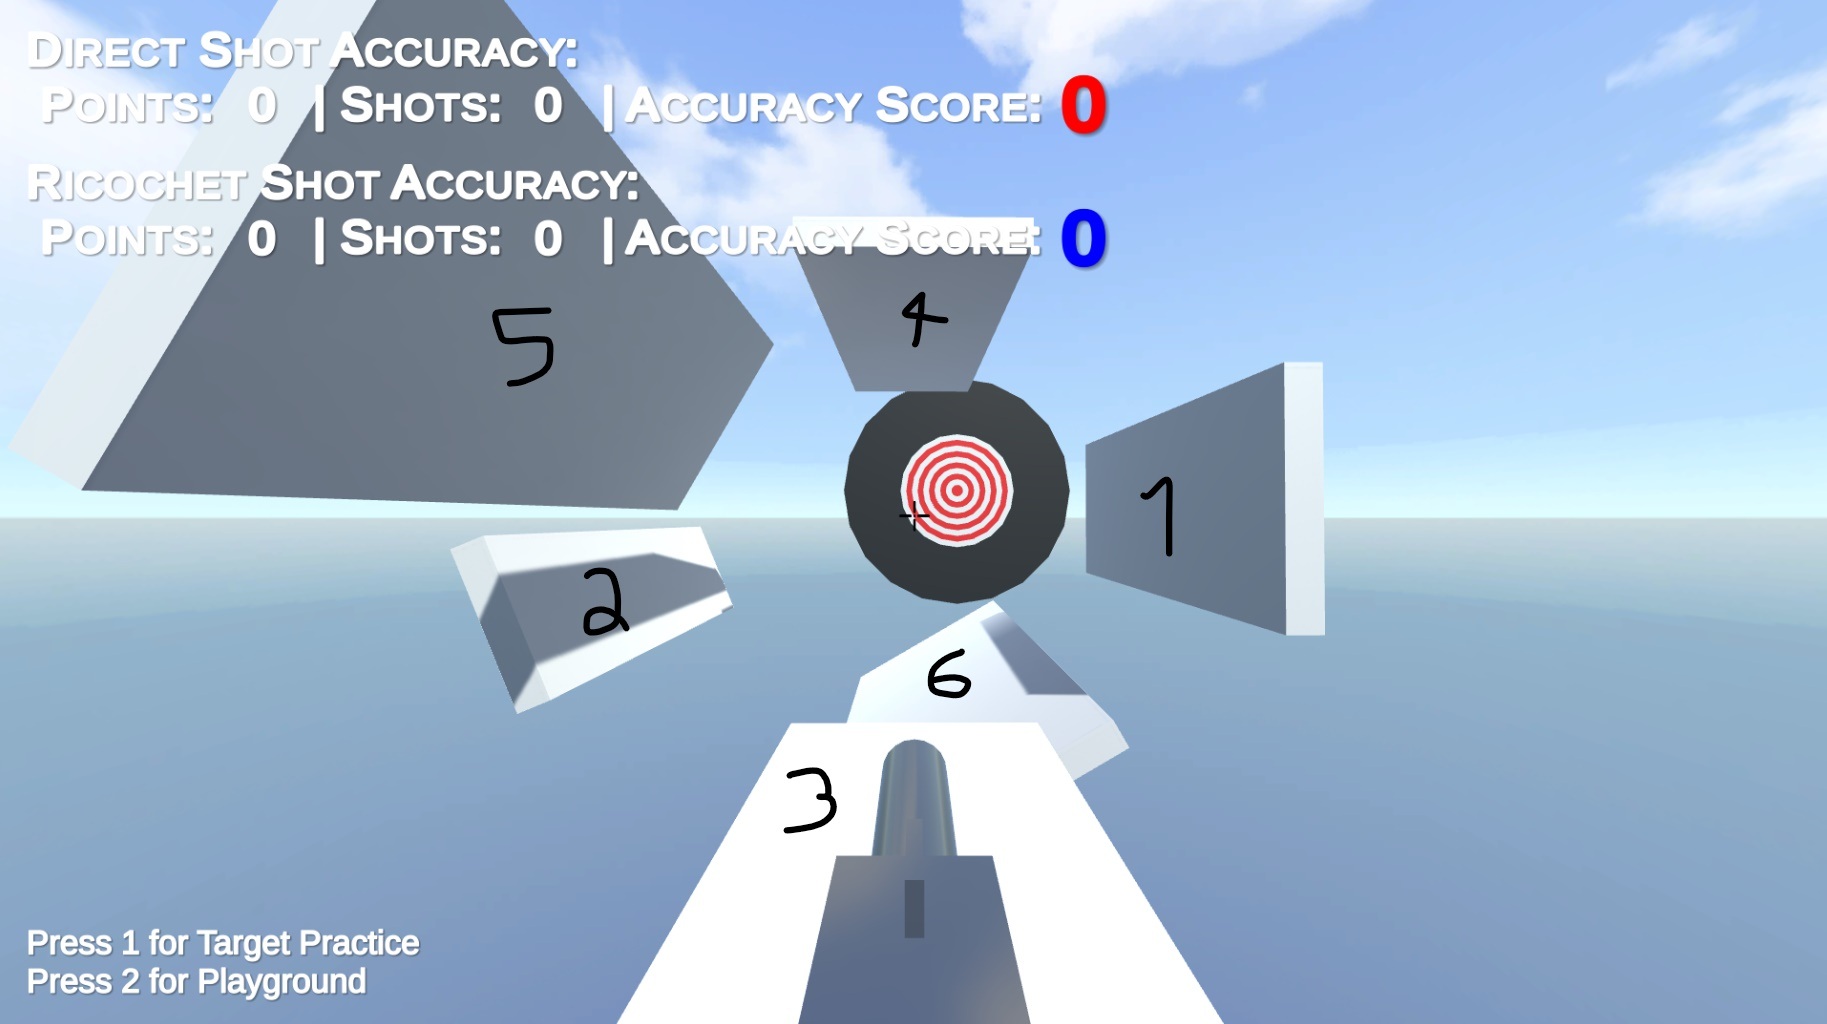 DIRECT SHOT ACCURACY:
POINTS: 0 | SHOTS: 0 | ACCURACY SCORE: 0
RICOCHET SHOT ACCURACY:
POINTS: 0 | SHOTS: 0 | ACCURACY SCORE: 0
5
4
1
2
6
3
Press 1 for Target Practice
Press 2 for Playground